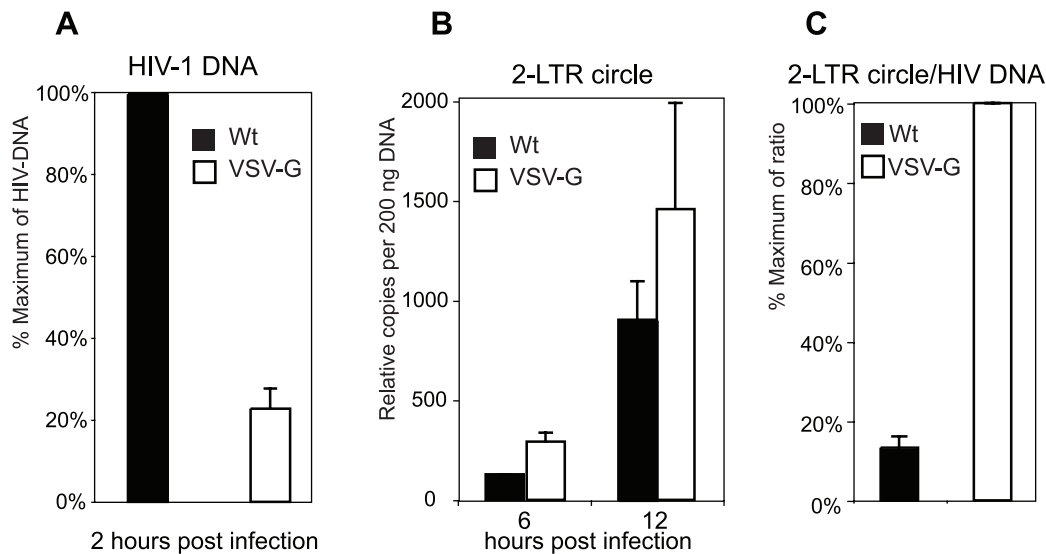 A
HIV-1 DNA
% Maximum of HIV-DNA
100%
80%
60%
40%
20%
0%
Wt
VSV-G
2 hours post infection
B
2-LTR circle
Relative copies per 200 ng DNA
2000
1500
1000
500
0
Wt
VSV-G
6
12
hours post infection
C
2-LTR circle/HIV DNA
% Maximum of ratio
100%
80%
60%
40%
20%
0%
Wt
VSV-G